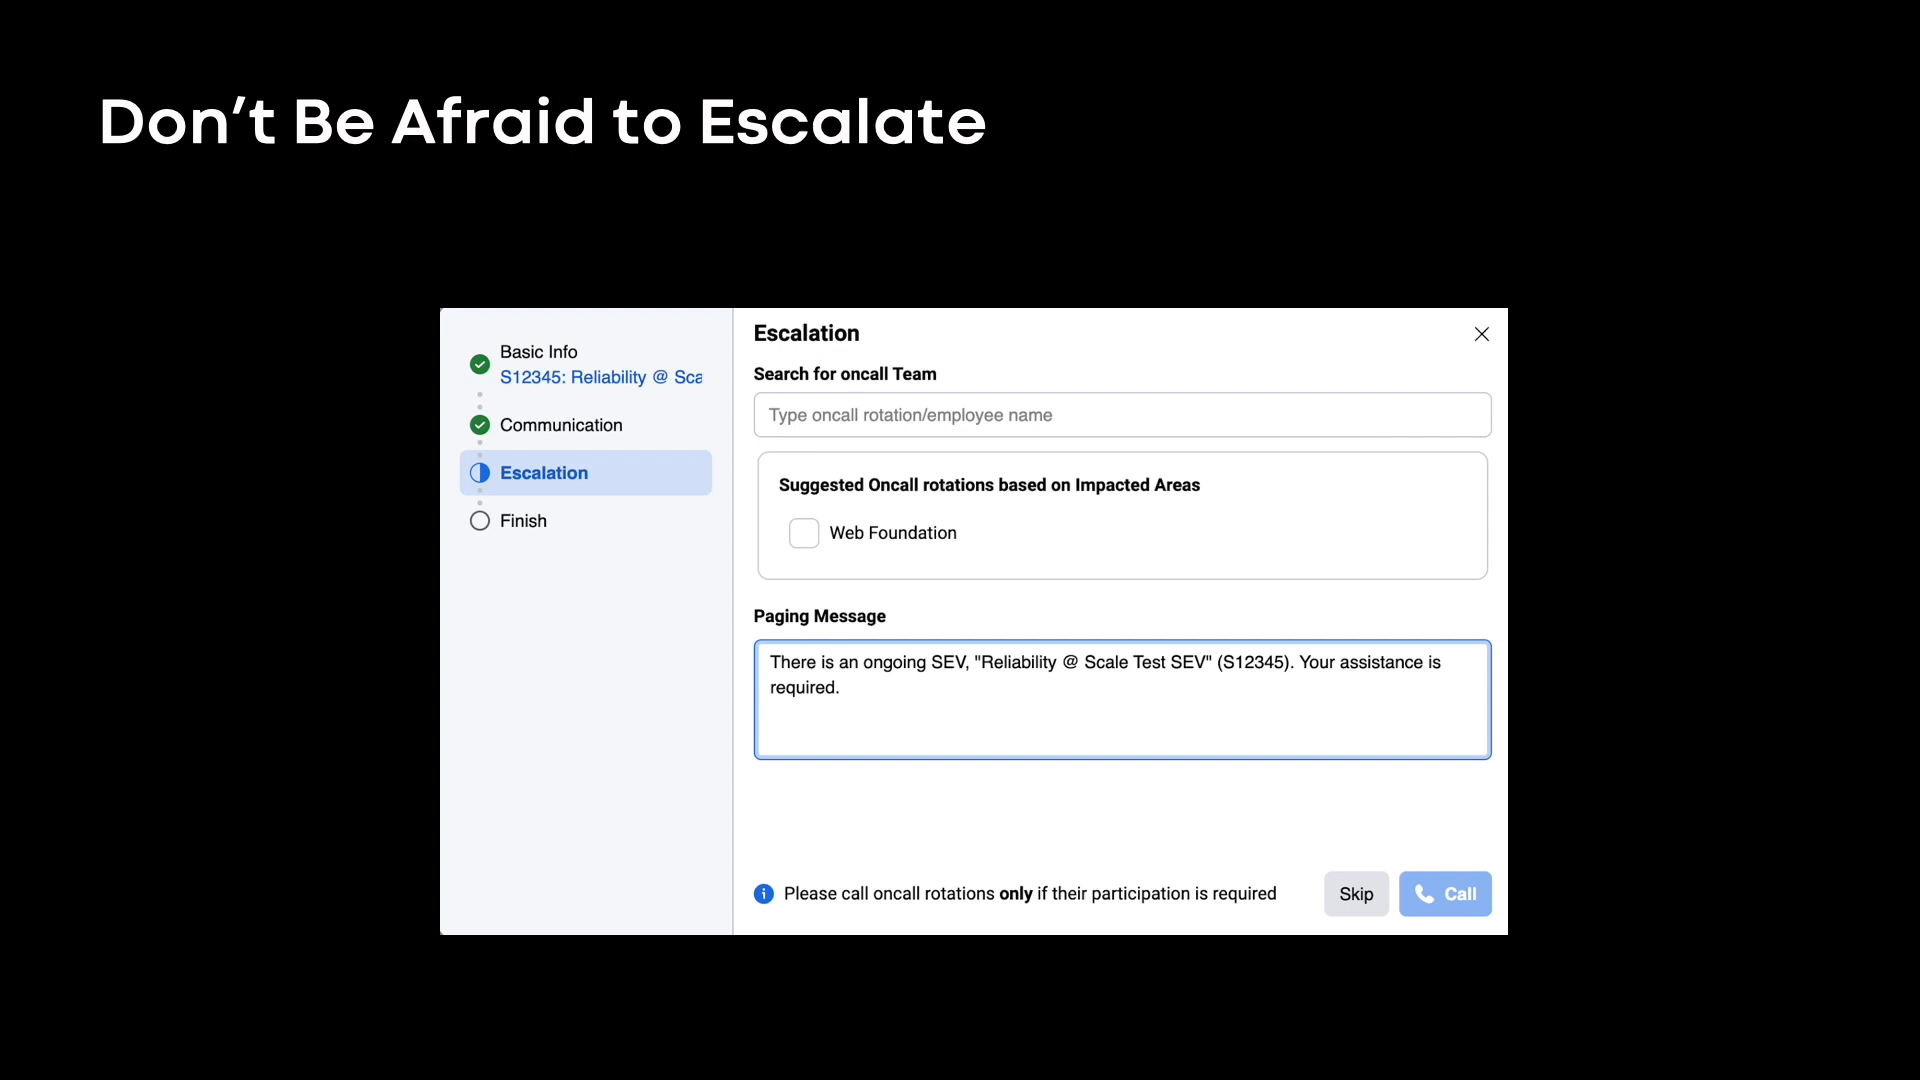 Don’t Be Afraid to Escalate
Basic Info
S12345: Reliability @ Sca
Communication
Escalation
Finish
Escalation
Search for oncall Team
Type oncall rotation/employee name
Suggested Oncall rotations based on Impacted Areas
Web Foundation
Paging Message
There is an ongoing SEV, "Reliability @ Scale Test SEV" (S12345). Your assistance is
required.
Please call oncall rotations only if their participation is required
Skip
Call